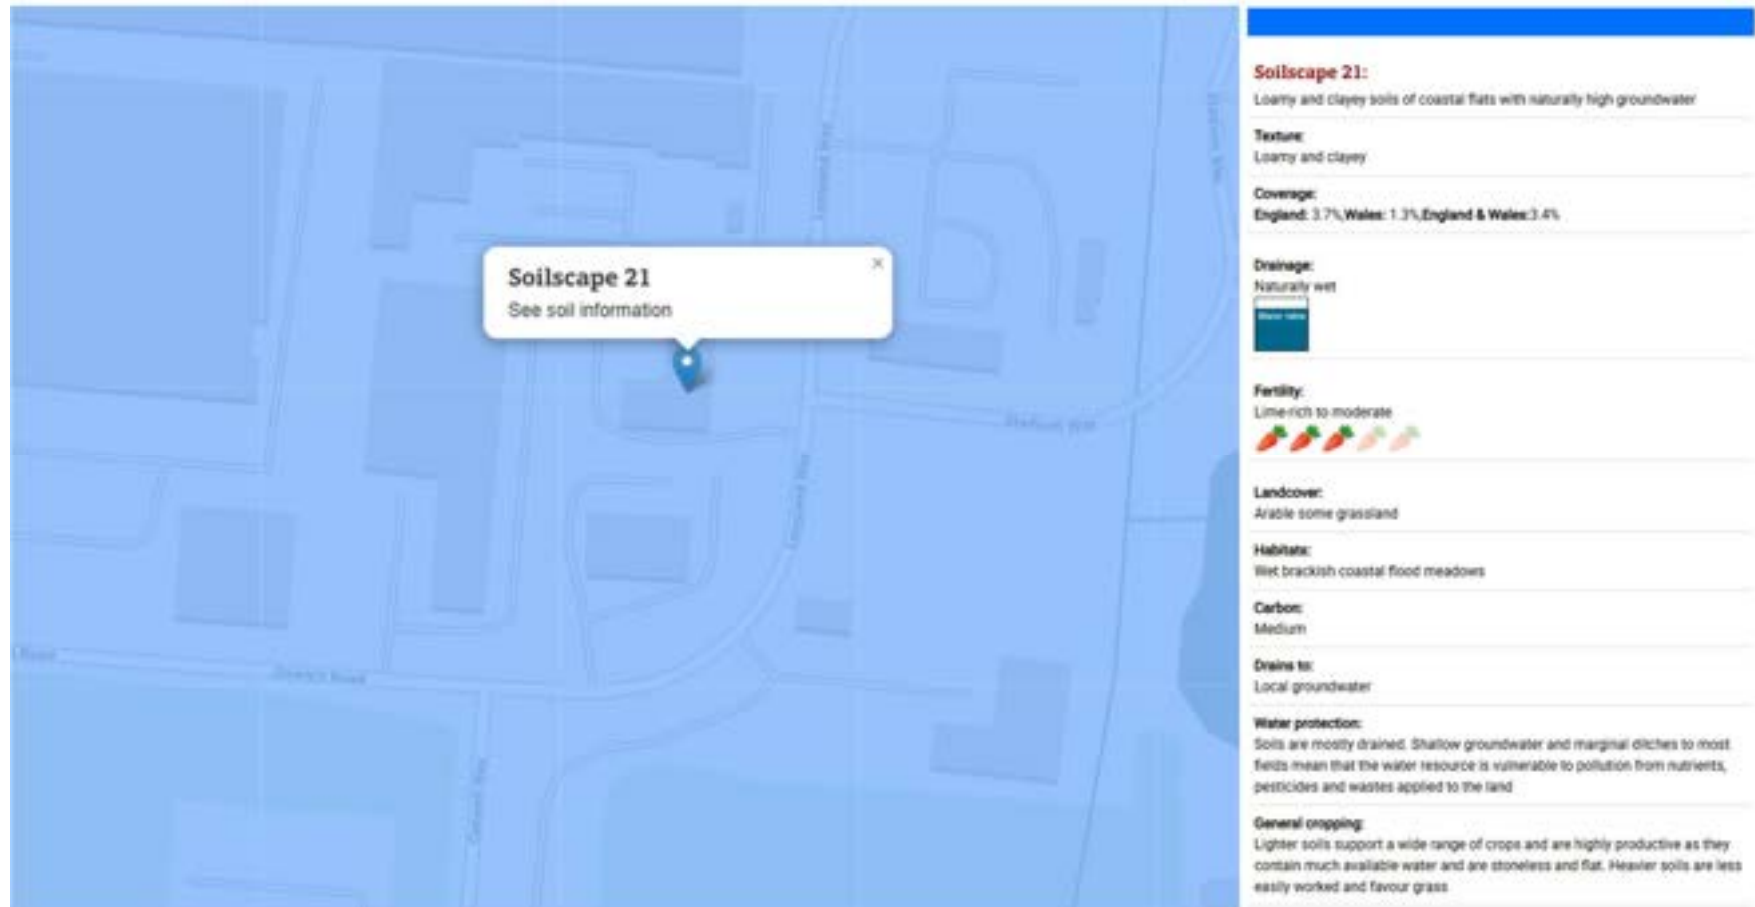 Soilscape 21
See soil information
×
Soilscape 21:
Loamy and clayey soils of coastal flats with naturally high groundwater
Texture:
Loamy and clayey
Coverage:
England: 3.7%,Wales: 1.3%,England & Wales:3.4%
Drainage:
Naturally wet
Water table
Fertility:
Lime-rich to moderate
Landcover:
Arable some grassland
Habitats:
Wet brackish coastal flood meadows
Carbon:
Medium
Drains to:
Local groundwater
Water protection:
Soils are mostly drained. Shallow groundwater and marginal ditches to most
fields mean that the water resource is vulnerable to pollution from nutrients,
pesticides and wastes applied to the land
General cropping:
Lighter soils support a wide range of crops and are highly productive as they
contain much available water and are stoneless and flat. Heavier soils are less
easily worked and favour grass